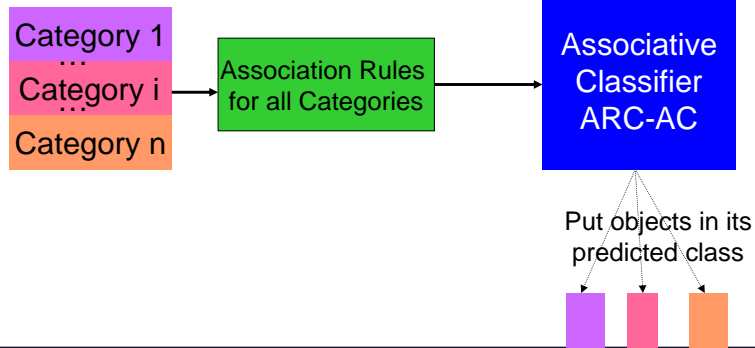 Category 1
...
Category i
...
Category n
Association Rules
for all Categories
Associative
Classifier
ARC-AC
Put objects in its
predicted class